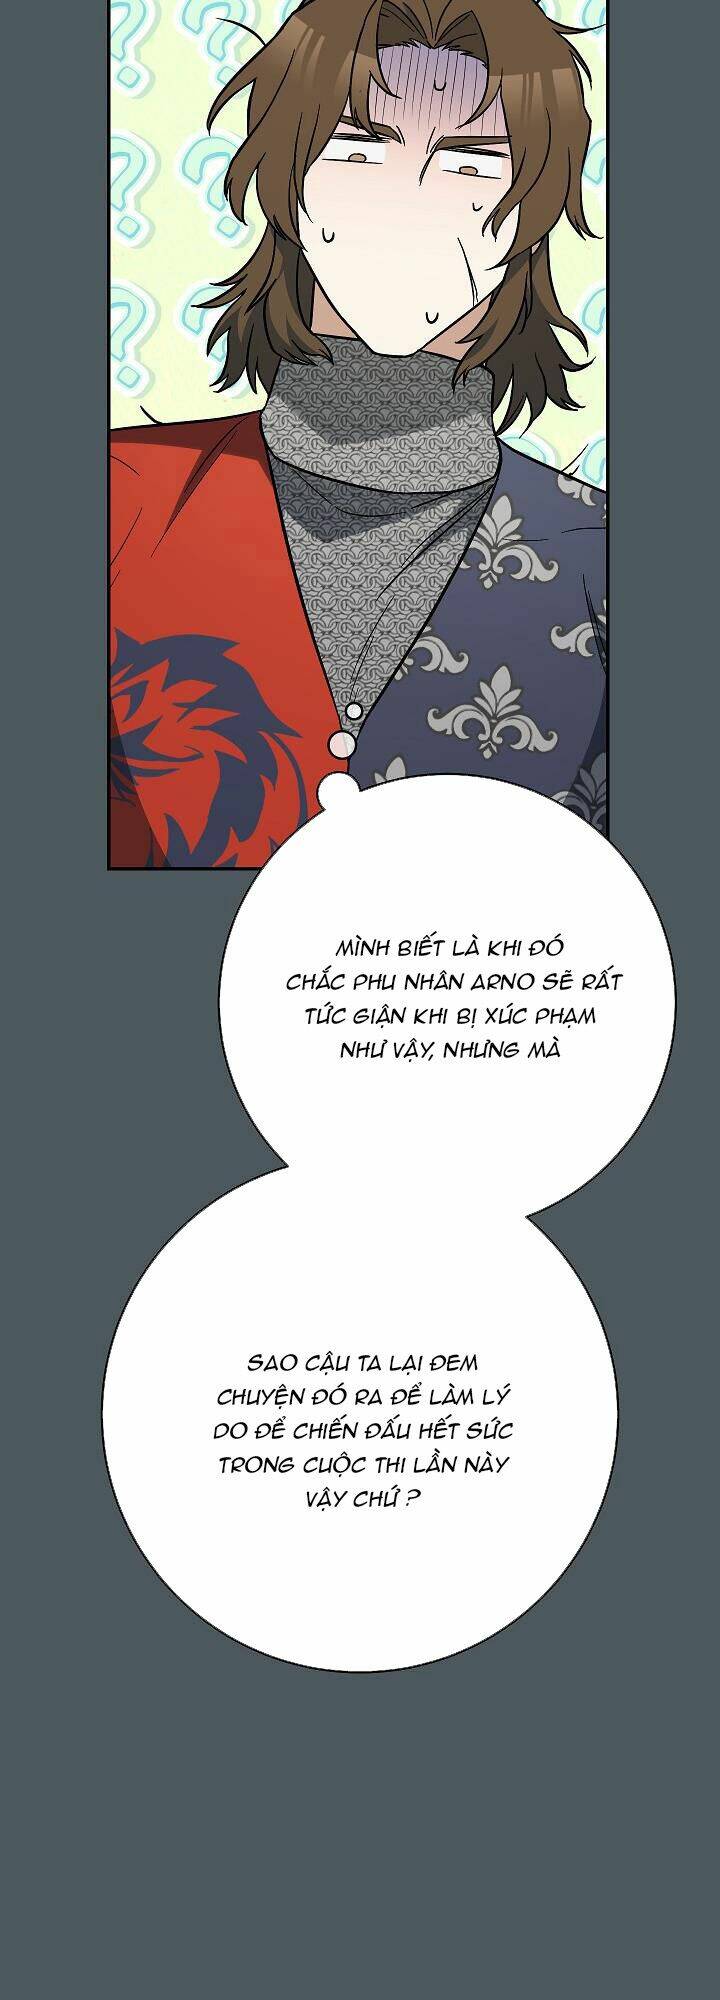 MÌNH BIẾT LÀ KHI ĐÓ
CHẮC PHU NHÂN ARNO SẼ RẤT
TỨC GIẬN KHI BỊ XÚC PHẠM
NHƯ VẬY, NHƯNG MÀ
SAO CẬU TA LẠI ĐEM
CHUYỆN ĐÓ RA ĐỂ LÀM LÝ
DO ĐỂ CHIẾN ĐẤU HẾT SỨC
TRONG CUỘC THI LẦN NÀY
VẬY CHỨ ?